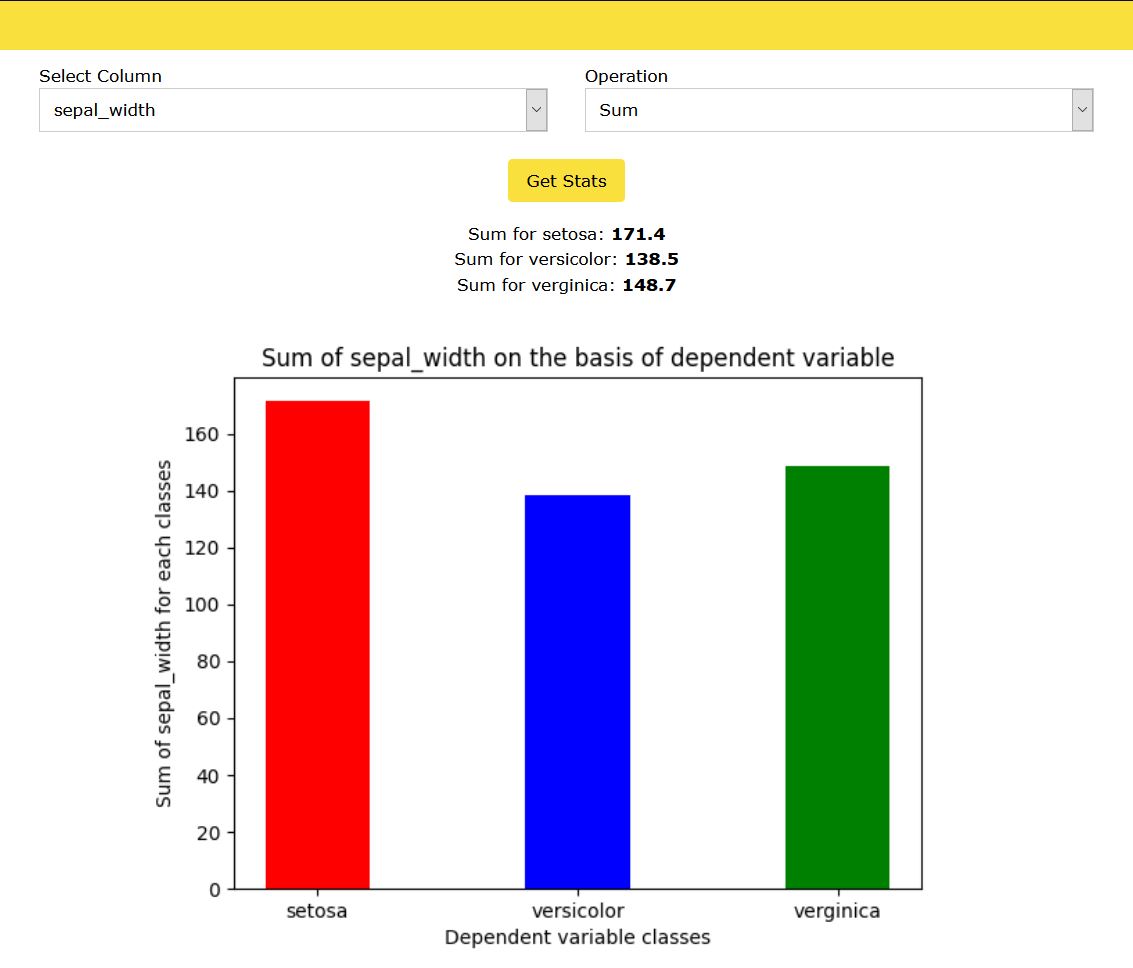 Select Column
Operation
sepal_width
Sum
Get Stats
Sum for setosa: 171.4
Sum for versicolor: 138.5
Sum for verginica: 148.7
Sum of sepal_width on the basis of dependent variable
Sum of sepal_width for each classes
160
140
120
100
80
60
40
20
0
setosa
versicolor
verginica
Dependent variable classes